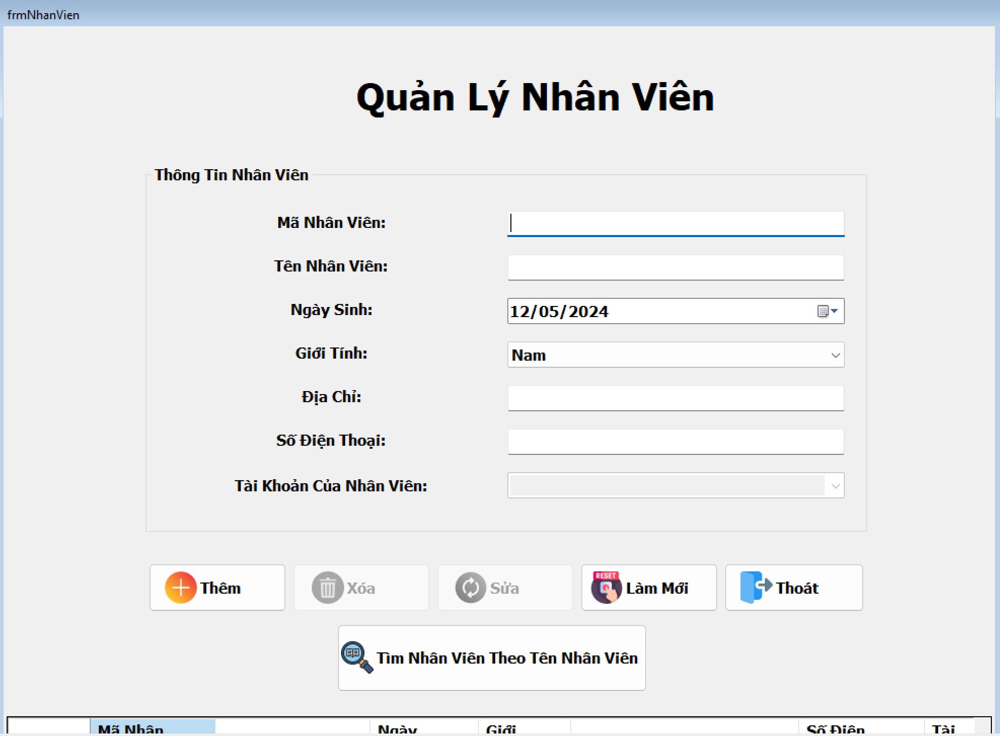 frmNhanVien
Quản Lý Nhân Viên
Thông Tin Nhân Viên
Mã Nhân Viên:
Tên Nhân Viên:
Ngày Sinh: 12/05/2024
Giới Tính: Nam
Địa Chỉ:
Số Điện Thoại:
Tài Khoản Của Nhân Viên:
Thêm Xóa Sửa RESET Làm Mới Thoát
Tìm Nhân Viên Theo Tên Nhân Viên
Mã Nhân Ngày Giới Số Điện Tài